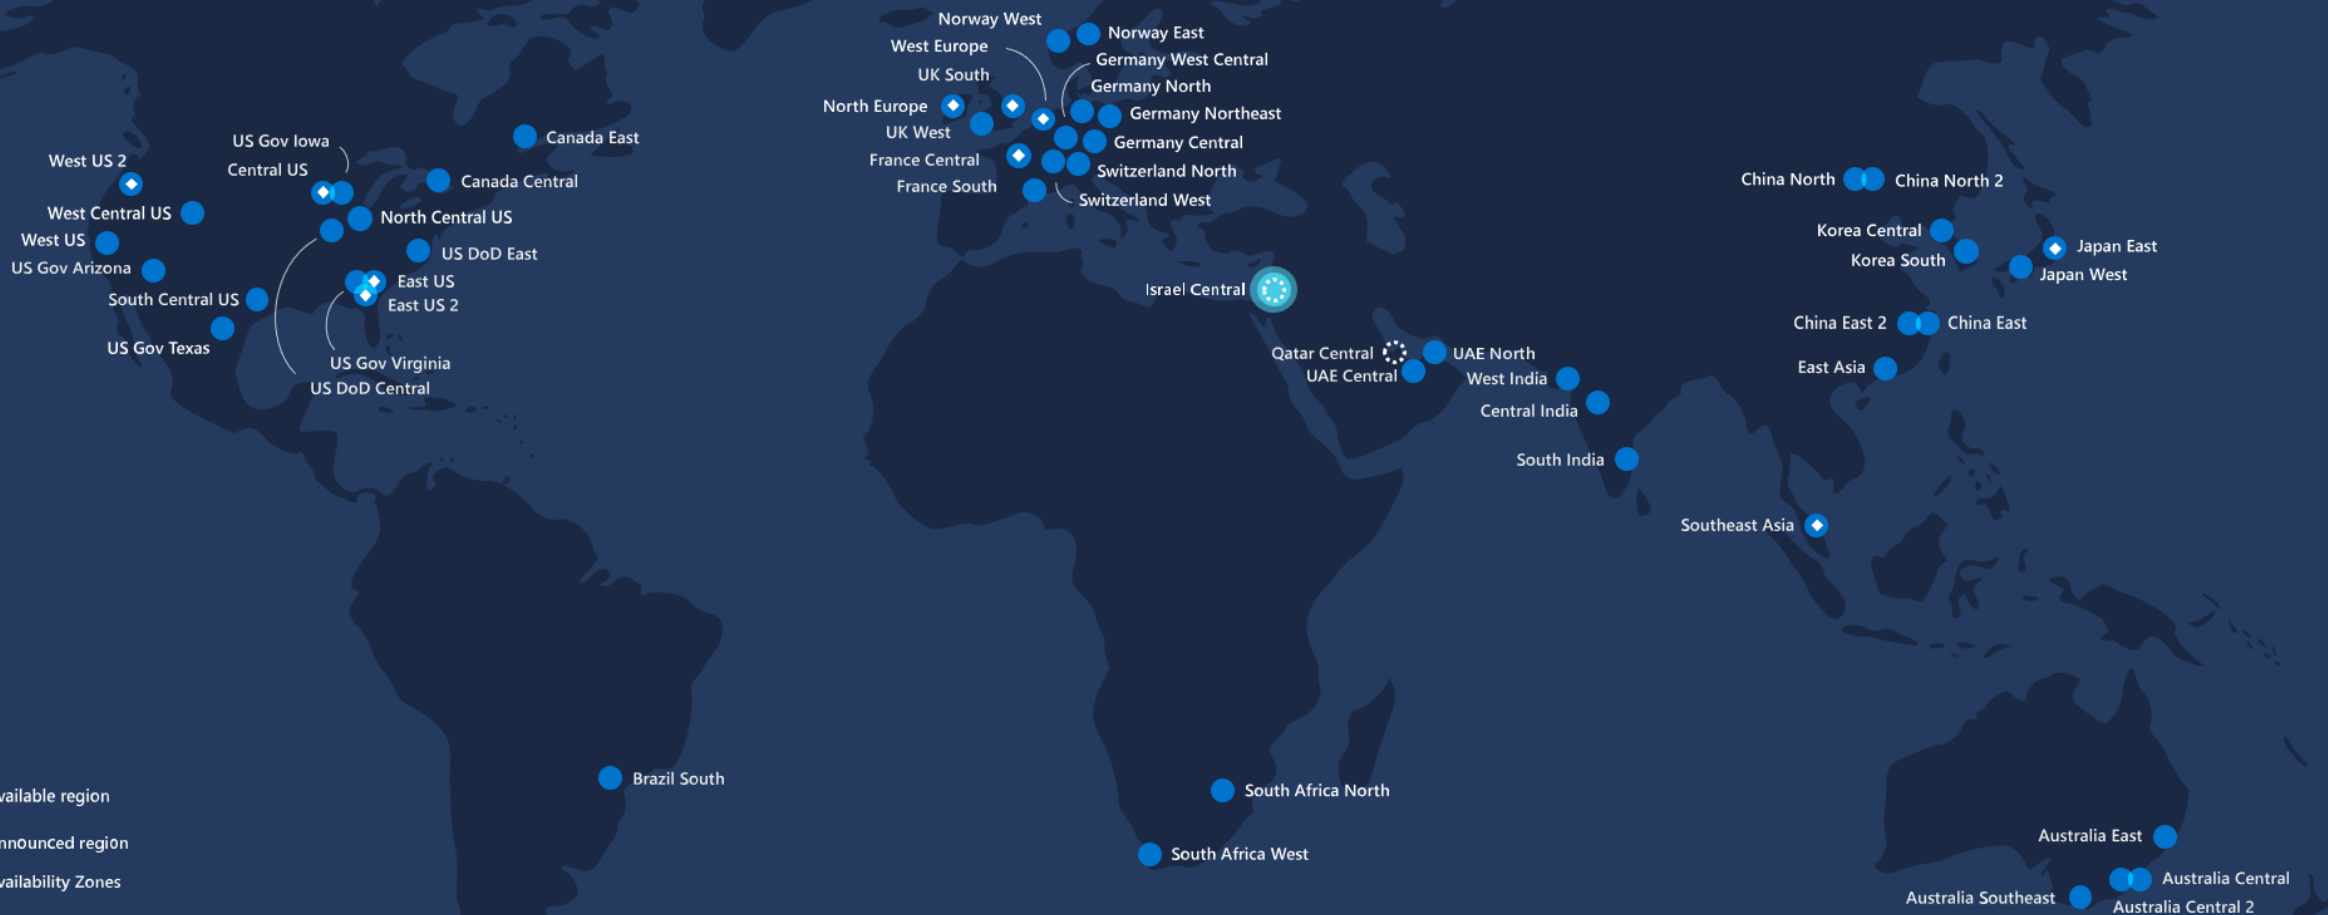 Norway West
Norway East
West Europe
Germany West Central
UK South
Germany North
North Europe
Germany Northeast
UK West
Germany Central
France Central
Switzerland North
France South
Switzerland West
US Gov Iowa
Canada East
West US 2
Central US
Canada Central
West Central US
North Central US
West US
US DoD East
US Gov Arizona
East US
South Central US
East US 2
US Gov Texas
US Gov Virginia
US DoD Central
Israel Central
Qatar Central
UAE North
UAE Central
West India
Central India
South India
China North
China North 2
Korea Central
Japan East
Korea South
Japan West
China East 2
China East
East Asia
Southeast Asia
Brazil South
South Africa North
South Africa West
Australia East
Australia Central
Australia Southeast
Australia Central 2
vailable region
nnounced region
vailability Zones